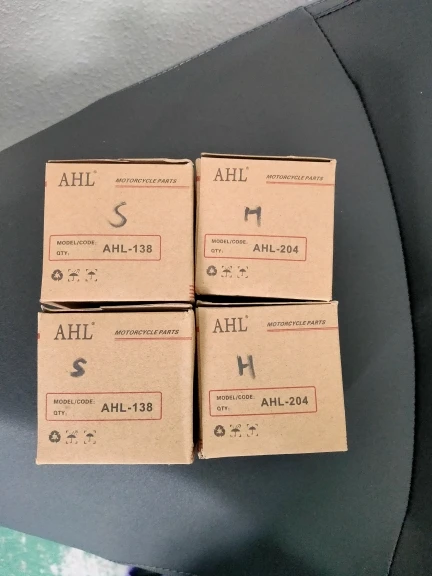 AHL®
MOTORCYCLE PARTS
S
MODEL/CODE:
QTY:
AHL-138
AHL®
MOTORCYCLE PARTS
H
MODEL/CODE:
QTY:
AHL-204
AHL®
MOTORCYCLE PARTS
S
MODEL/CODE:
QTY:
AHL-138
AHL®
MOTORCYCLE PARTS
H
MODEL/CODE:
QTY:
AHL-204